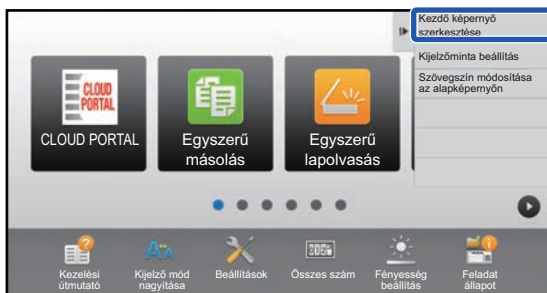 Kezdő képernyő
szerkesztése
Kijelzőminta beállítás
Szövegszín módosítása
az alapképernyőn
CLOUD
PORTAL
CLOUD PORTAL
Egyszerű
másolás
Egyszerű
lapolvasás
Kezelési
útmutató
Kijelző mód
nagyítása
Beállítások
Összes szám
Fényesség
beállítás
Feladat
állapot